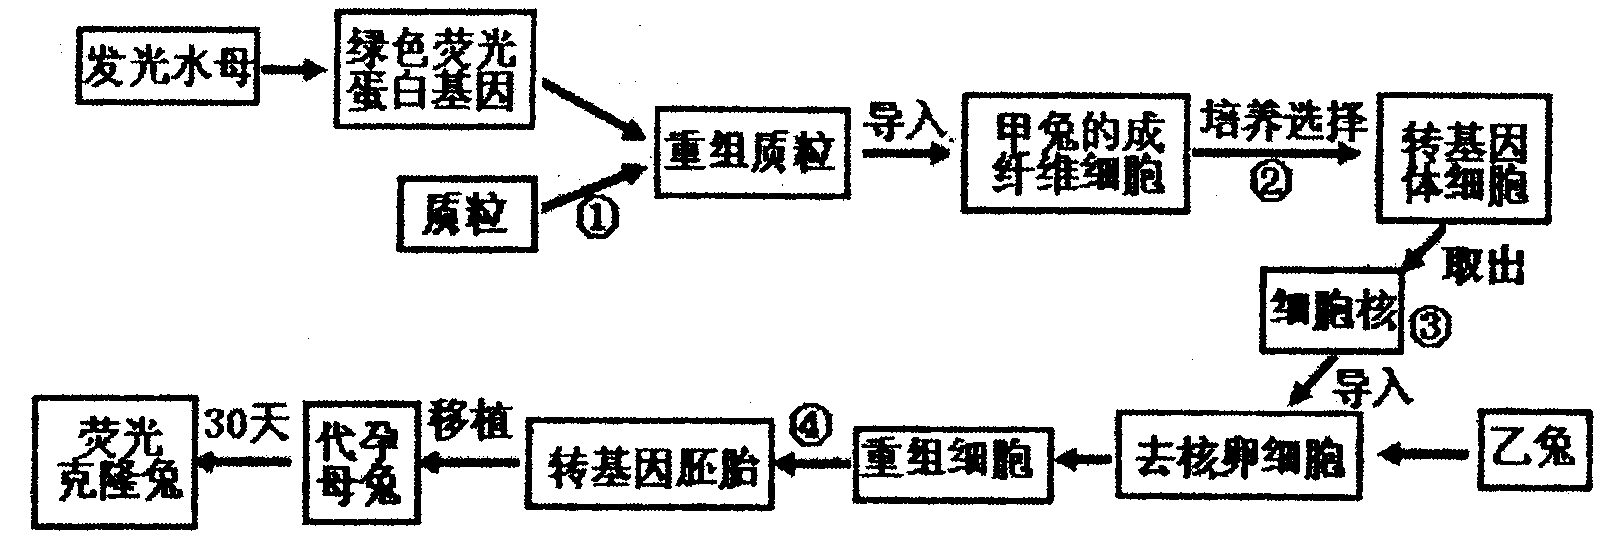 发光水母
绿色荧光
蛋白基因
质粒
①
重组质粒
导入
甲兔的成
纤维细胞
培养选择
②
转基因
体细胞
取出
细胞核
③
导入
乙兔
去核卵细胞
重组细胞
④
转基因胚胎
移植
代孕
母兔
30天
荧光
克隆兔